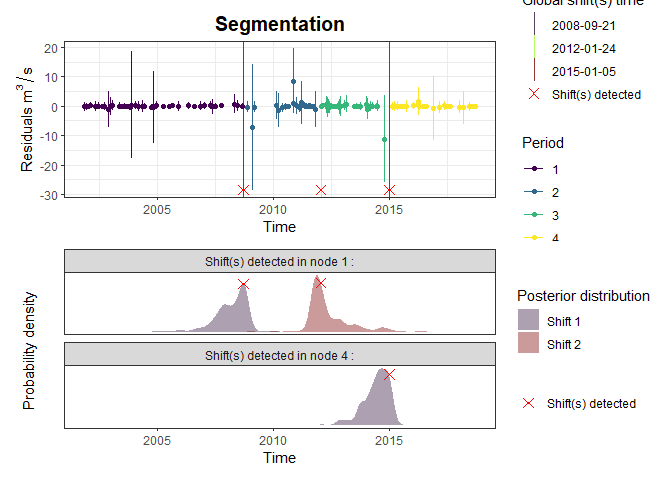 Segmentation
20
10
0
-10
-20
-30
Residuals m³/s
2005
2010
2015
Time
Global shift(s) time
2008-09-21
2012-01-24
2015-01-05
Shift(s) detected
Period
1
2
3
4
Shift(s) detected in node 1 :
Shift(s) detected in node 4 :
Probability density
2005
2010
2015
Time
Posterior distribution
Shift 1
Shift 2
Shift(s) detected